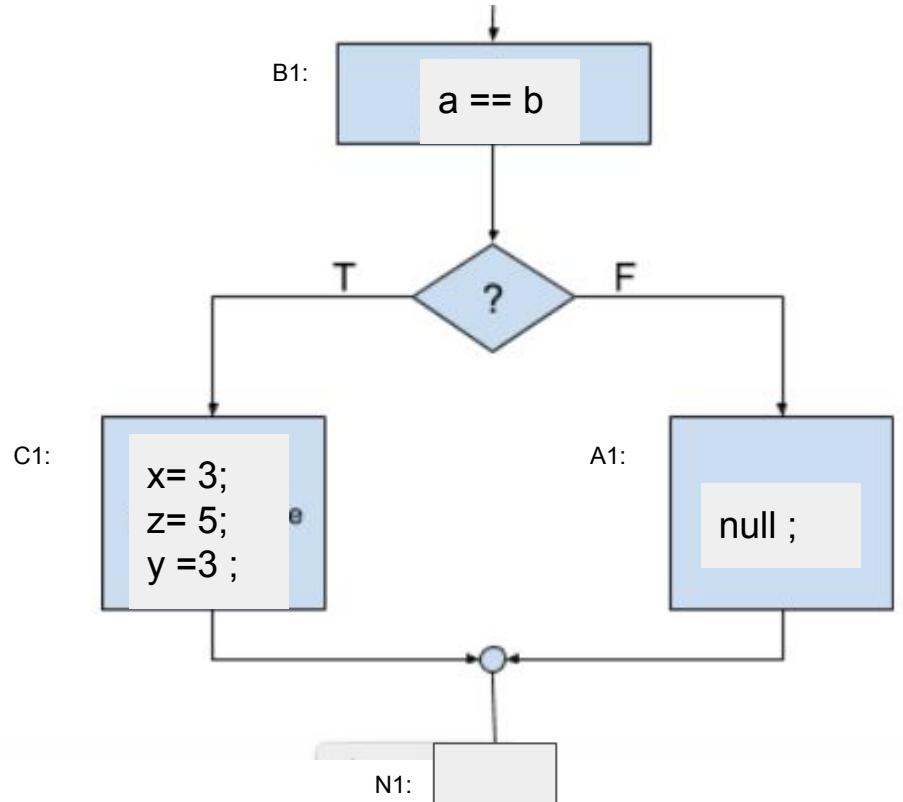 B1:
a == b
T
F
?
C1:
x= 3;
z= 5;
y =3 ;
e
A1:
null ;
N1: